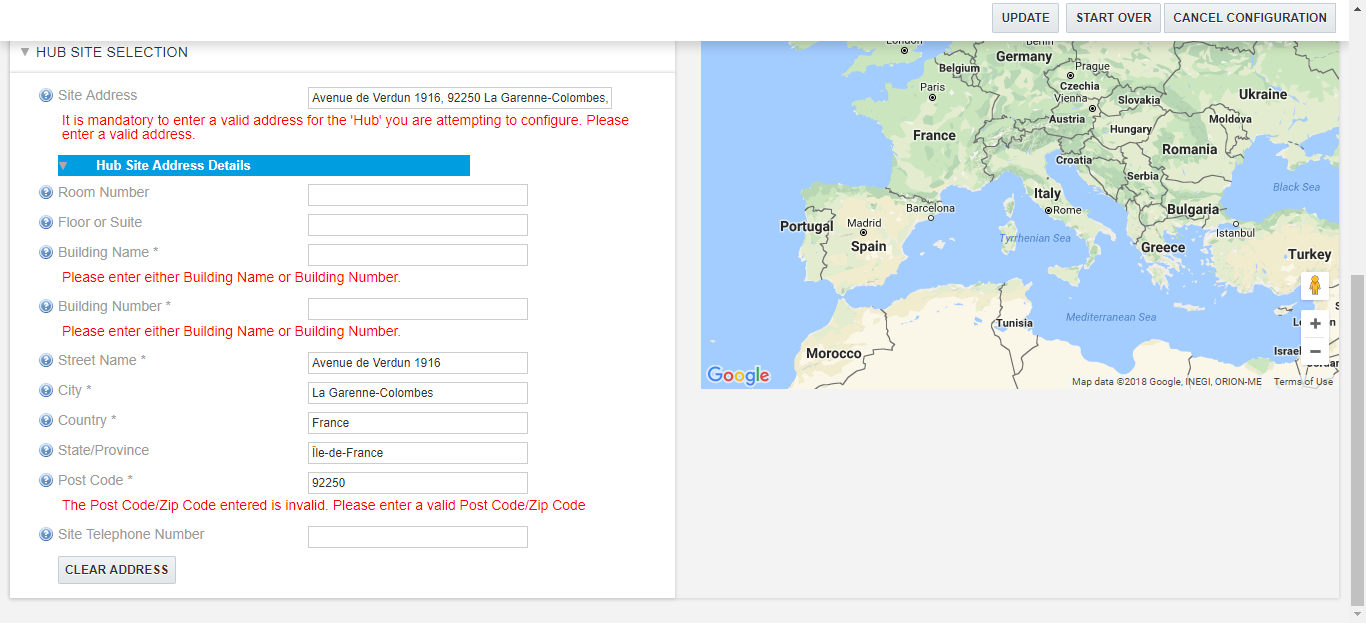 UPDATE START OVER CANCEL CONFIGURATION
HUB SITE SELECTION
Site Address Avenue de Verdun 1916, 92250 La Garenne-Colombes,
It is mandatory to enter a valid address for the 'Hub' you are attempting to configure. Please
enter a valid address.
Hub Site Address Details
Room Number
Floor or Suite
Building Name *
Please enter either Building Name or Building Number.
Building Number *
Please enter either Building Name or Building Number.
Street Name * Avenue de Verdun 1916
City * La Garenne-Colombes
Country * France
State/Province Île-de-France
Post Code * 92250
The Post Code/Zip Code entered is invalid. Please enter a valid Post Code/Zip Code
Site Telephone Number
CLEAR ADDRESS
London
Berlin
Germany
Belgium
Prague
Paris
Czechia
Ukraine
Vienna
Slovakia
Austria
Moldova
Hungary
France
Romania
Croatia
Serbia
Black Sea
Italy
Barcelona
Rome
Bulgaria
Portugal
Madrid
Istanbul
Tyrrhenian Sea
Spain
Greece
Turkey
Mediterranean Sea
Tunisia
Israel
Morocco
Google
Map data ©2018 Google, INEGI, ORION-ME Terms of Use